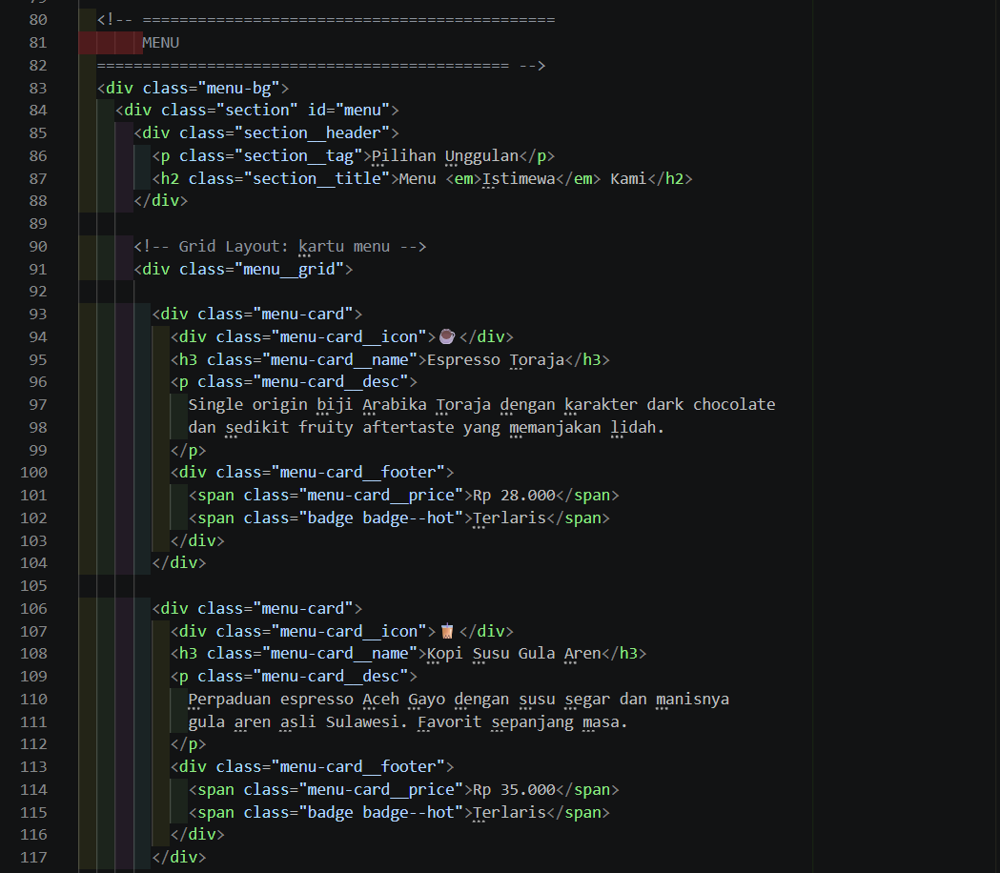 80 <!-- =============================================
81 MENU
82 ============================================= -->
83 <div class="menu-bg">
84 <div class="section" id="menu">
85 <div class="section__header">
86 <p class="section__tag">Pilihan Unggulan</p>
87 <h2 class="section__title">Menu <em>Istimewa</em> Kami</h2>
88 </div>
89
90 <!-- Grid Layout: kartu menu -->
91 <div class="menu__grid">
92
93 <div class="menu-card">
94 <div class="menu-card__icon">☕</div>
95 <h3 class="menu-card__name">Espresso Toraja</h3>
96 <p class="menu-card__desc">
97 Single origin biji Arabika Toraja dengan karakter dark chocolate
98 dan sedikit fruity aftertaste yang memanjakan lidah.
99 </p>
100 <div class="menu-card__footer">
101 <span class="menu-card__price">Rp 28.000</span>
102 <span class="badge badge--hot">Terlaris</span>
103 </div>
104 </div>
105
106 <div class="menu-card">
107 <div class="menu-card__icon">🧋</div>
108 <h3 class="menu-card__name">Kopi Susu Gula Aren</h3>
109 <p class="menu-card__desc">
110 Perpaduan espresso Aceh Gayo dengan susu segar dan manisnya
111 gula aren asli Sulawesi. Favorit sepanjang masa.
112 </p>
113 <div class="menu-card__footer">
114 <span class="menu-card__price">Rp 35.000</span>
115 <span class="badge badge--hot">Terlaris</span>
116 </div>
117 </div>